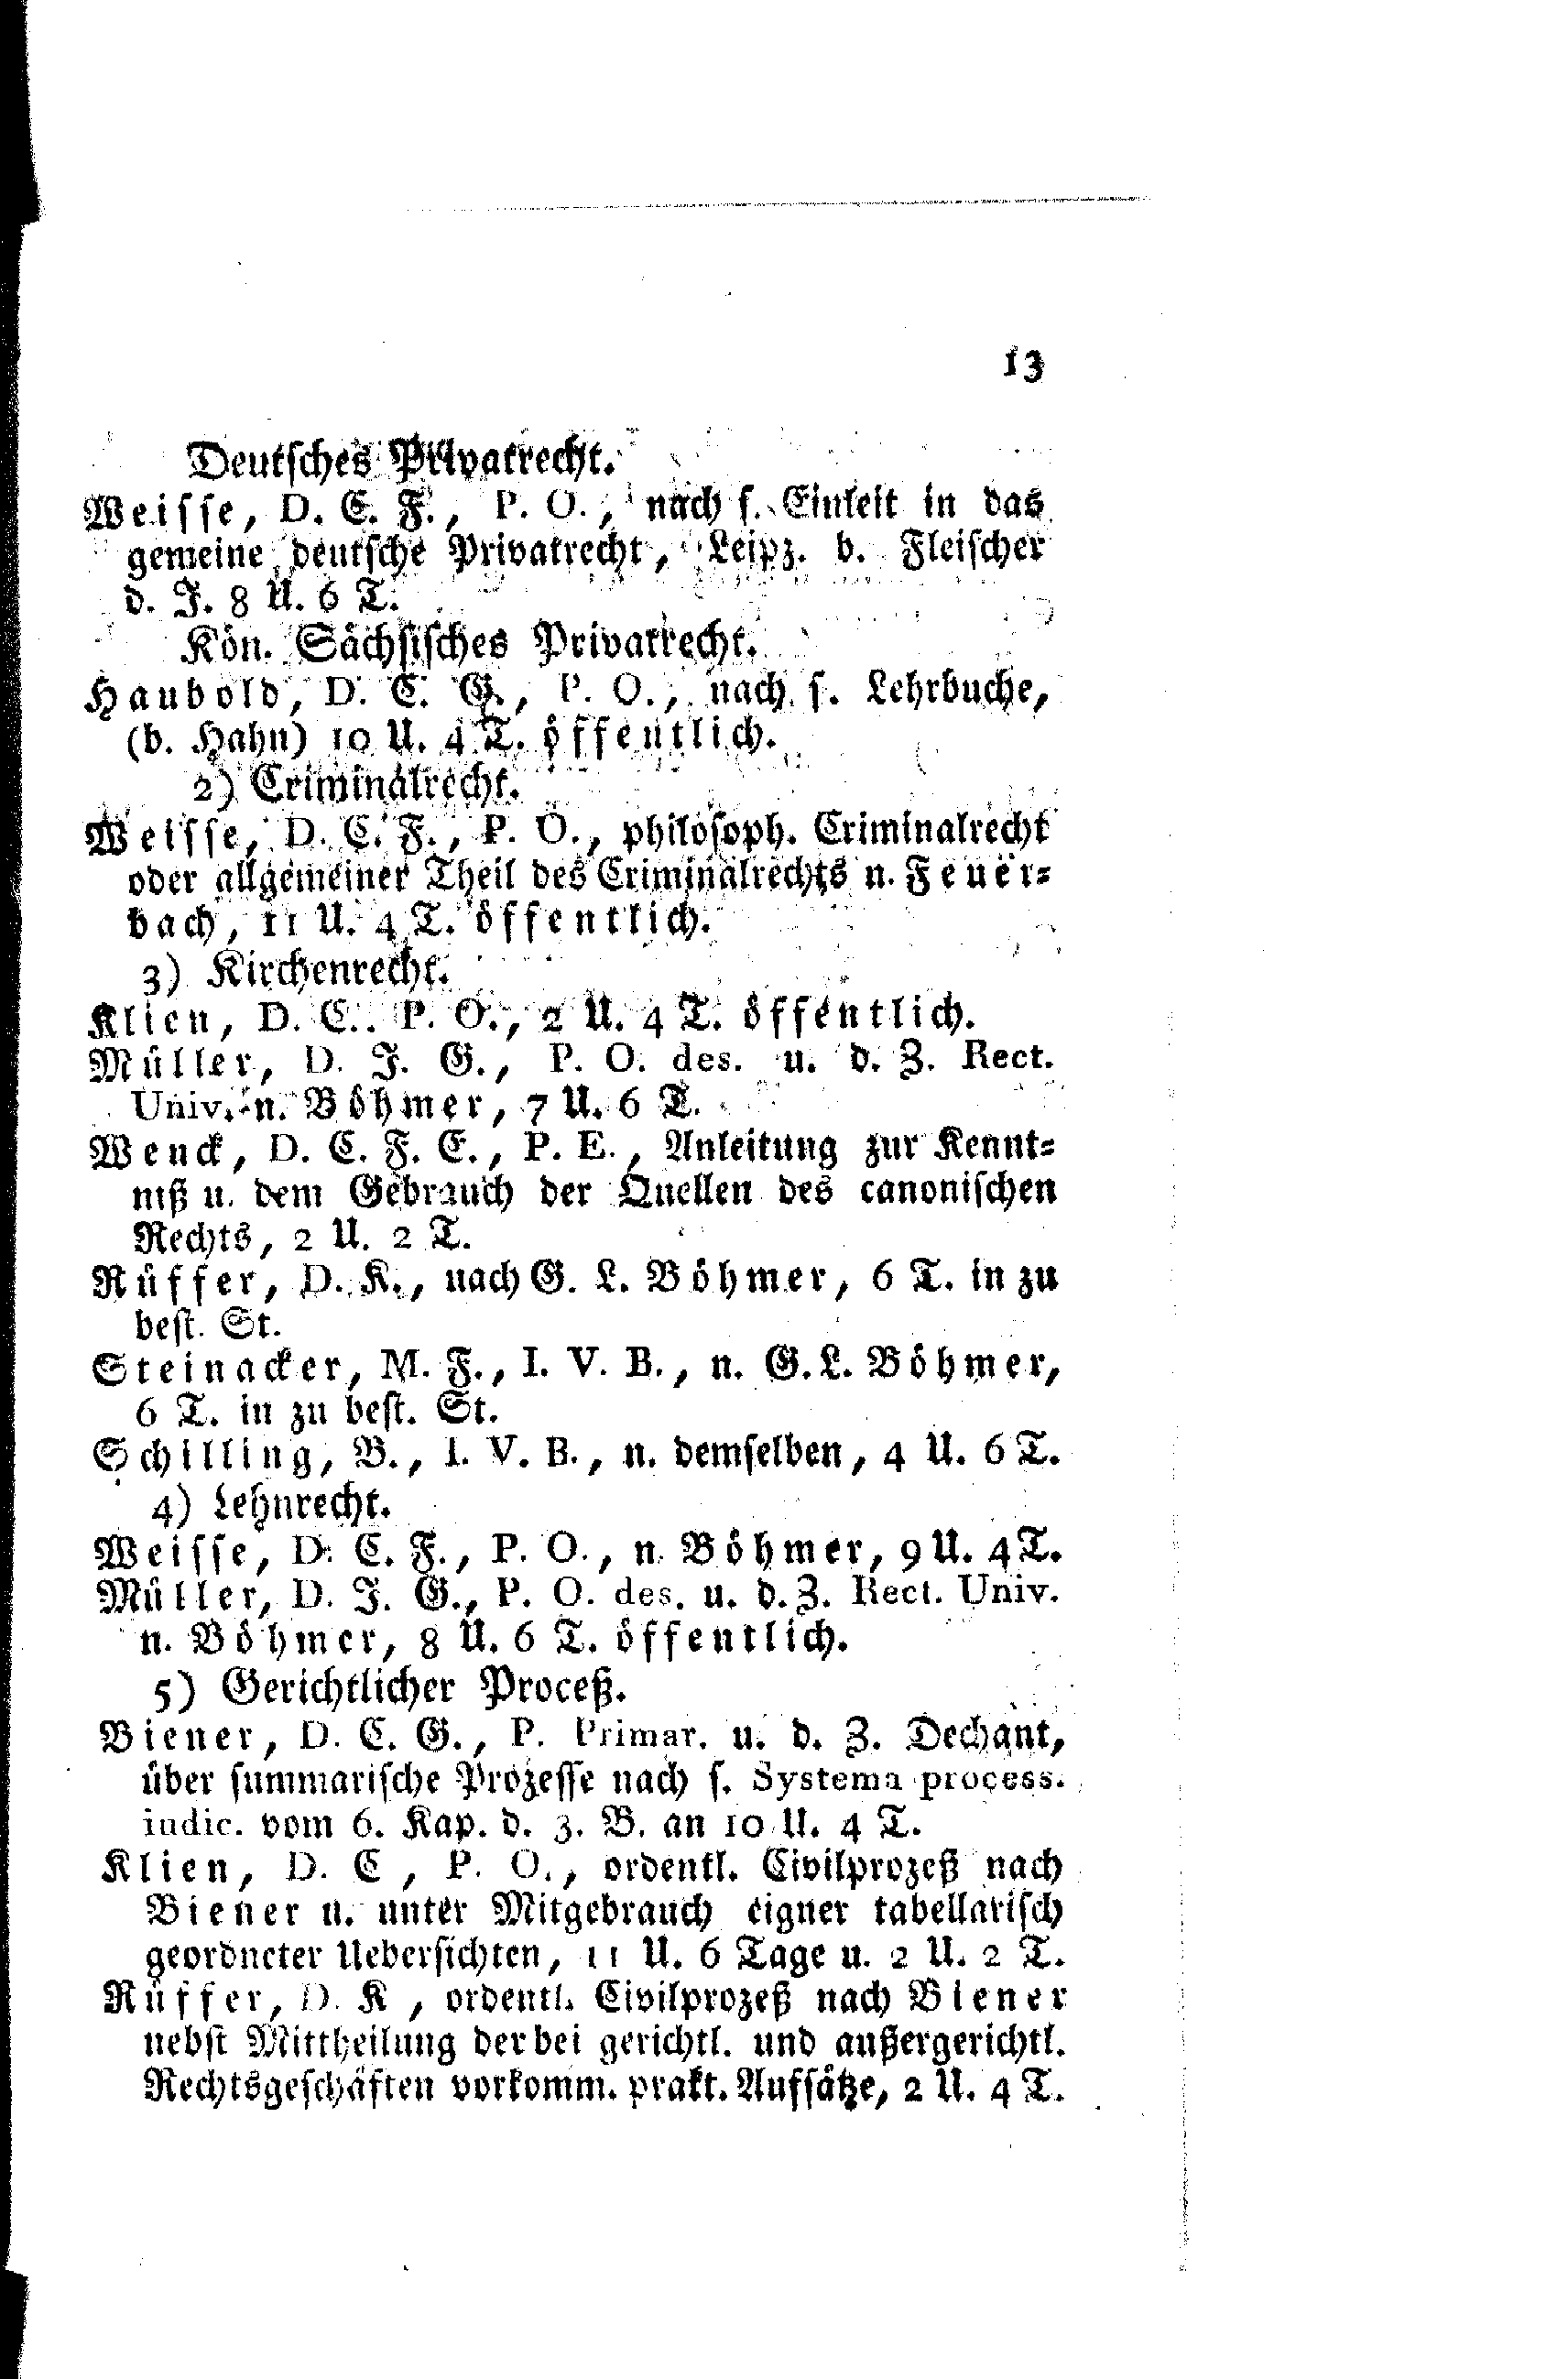 13
Deutsches Privatrecht.
Weisse, D. C. F., P. O., nach s. Einleit in das
gemeine deutsche Privatrecht, Leipz. b. Fleischer
d. J. 8 U. 6 T.
Kön. Sächsisches Privatrecht.
Haubold, D. C. G., P. O., nach s. Lehrbuche,
(b. Hahn) 10 U. 4 T. öffentlich.
2) Criminalrecht.
Weisse, D. C. F., P. O., philosoph. Criminalrecht
oder allgemeiner Theil des Criminalrechts n. Feuer-
bach, 11 U. 4 T. öffentlich.
3) Kirchenrecht.
Klien, D. C.. P. O., 2 U. 4 T. öffentlich.
Müller, D. J. G., P. O. des. u. d. Z. Rect.
Univ. n. Böhmer, 7 U. 6 T.
Wenck, D. C. F. C., P. E., Anleitung zur Kennt-
niß u. dem Gebrauch der Quellen des canonischen
Rechts, 2 U. 2 T.
Rüffer, D. K., nach G. L. Böhmer, 6 T. in zu
best. St.
Steinacker, M. F., I. V. B., n. G. L. Böhmer,
6 T. in zu best. St.
Schilling, B., I. V. B., n. demselben, 4 U. 6 T.
4) Lehnrecht.
Weisse, D. C. F., P. O., n. Böhmer, 9 U. 4 T.
Müller, D. J. G., P. O. des. u. d. Z. Rect. Univ.
n. Böhmer, 8 U. 6 T. öffentlich.
5) Gerichtlicher Proceß.
Biener, D. C. G., P. Primar. u. d. Z. Dechant,
über summarische Prozesse nach s. Systema process.
iudic. vom 6. Kap. d. 3. B. an 10 U. 4 T.
Klien, D. C , P. O., ordentl. Civilprozeß nach
Biener u. unter Mitgebrauch eigner tabellarisch
geordneter Uebersichten, 11 U. 6 Tage u. 2 U. 2 T.
Rüffer, D. K , ordentl. Civilprozeß nach Biener
nebst Mittheilung der bei gerichtl. und außergerichtl.
Rechtsgeschäften vorkomm. prakt. Aufsätze, 2 U. 4 T.